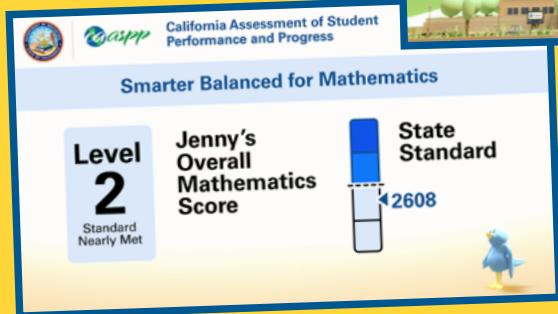 Caaspp
California Assessment of Student
Performance and Progress
Smarter Balanced for Mathematics
Level
2
Standard
Nearly Met
Jenny's
Overall
Mathematics
Score
State
Standard
2608